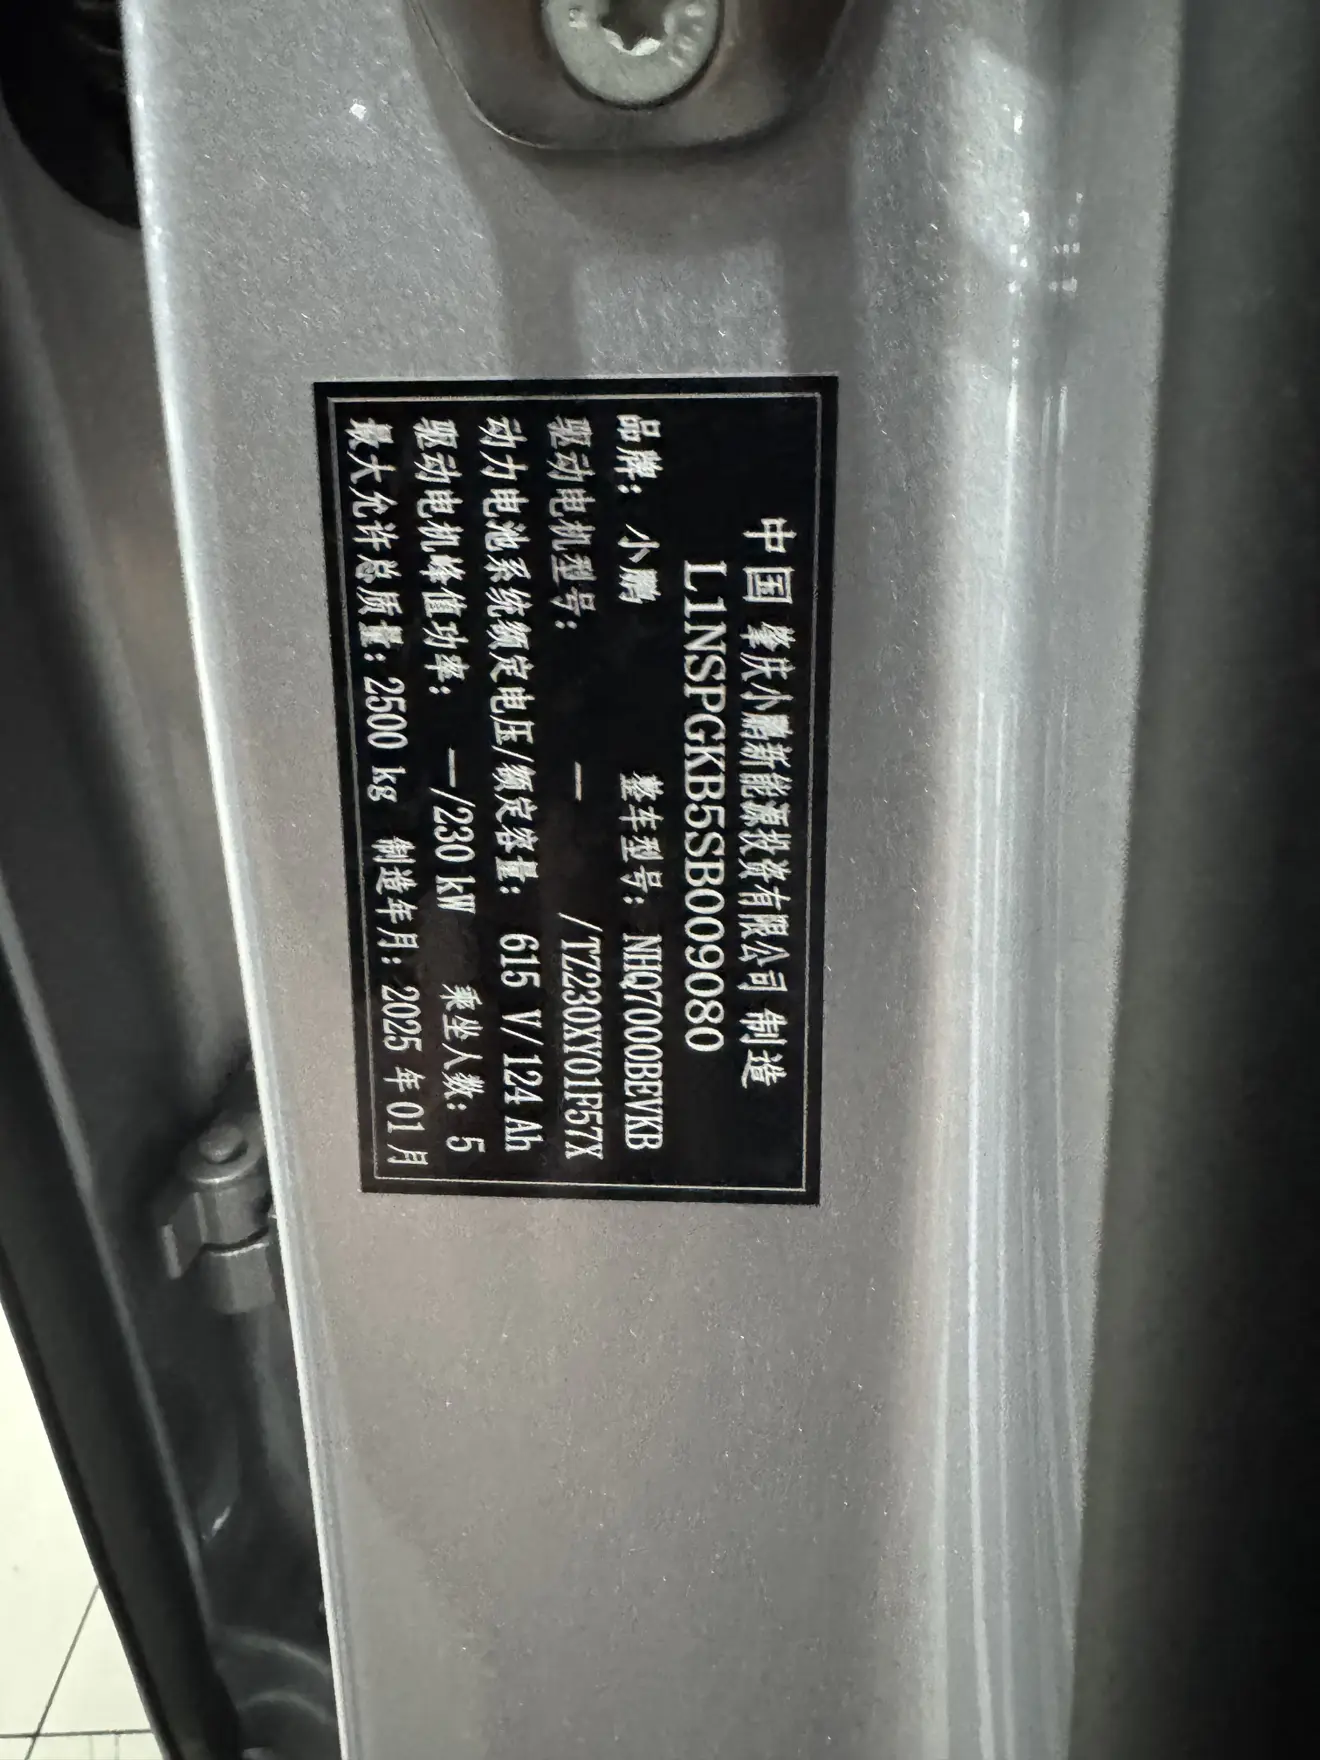 中国 肇庆小鹏新能源投资有限公司 制造
L1NSPGKB5SB009080
品牌：小鹏 整车型号：NHQ7000BEVKB
驱动电机型号： — /TZ230XY01F57X
动力电池系统额定电压/额定容量：615 V/124 Ah
驱动电机峰值功率： —/230 kW 乘坐人数：5
最大允许总质量：2500 kg 制造年月：2025 年 01 月